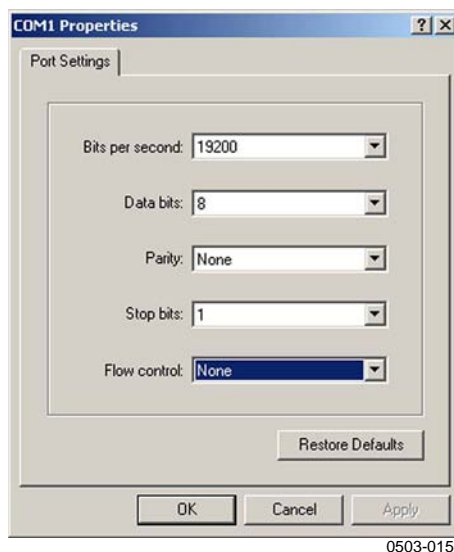 COM1 Properties
Port Settings
Bits per second: 19200
Data bits: 8
Parity: None
Stop bits: 1
Flow control: None
Restore Defaults
OK Cancel Apply
0503-015